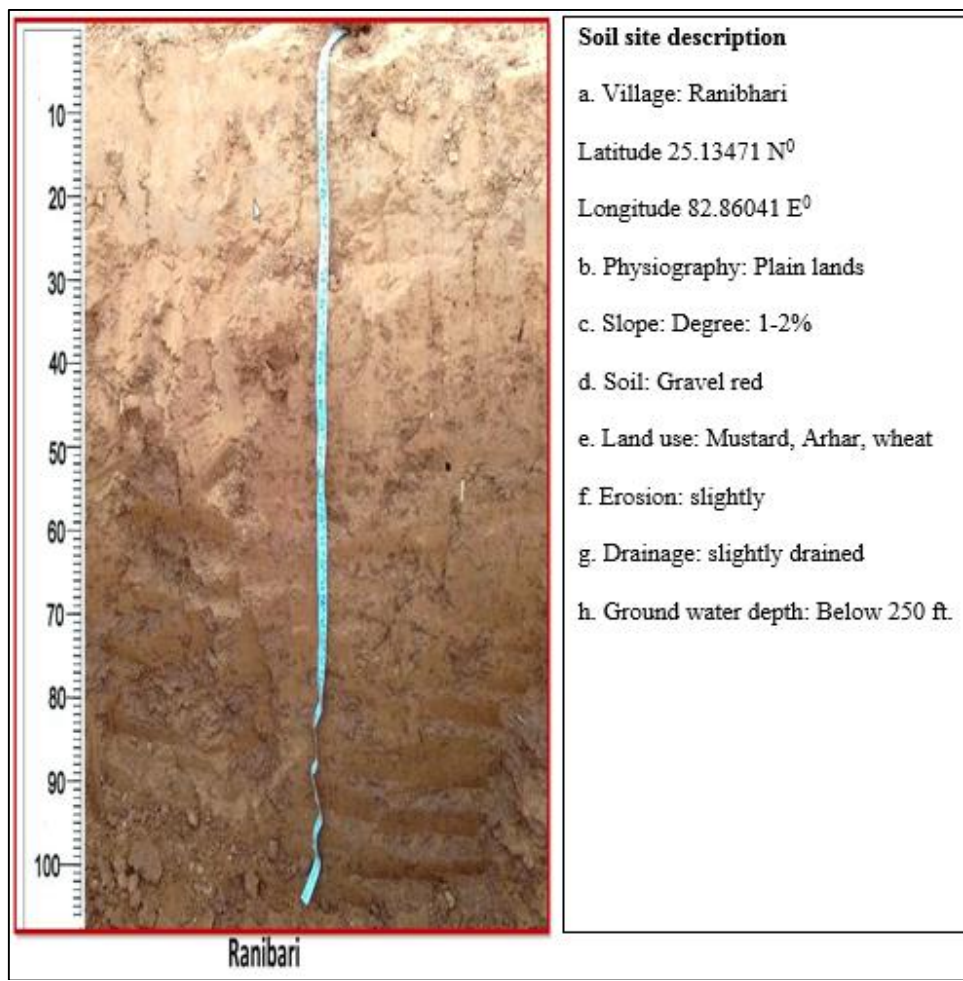 10
20
30
40
50
60
70
80
90
100
Ranibari
Soil site description
a. Village: Ranibhari
Latitude 25.13471 N⁰
Longitude 82.86041 E⁰
b. Physiography: Plain lands
c. Slope: Degree: 1-2%
d. Soil: Gravel red
e. Land use: Mustard, Arhar, wheat
f. Erosion: slightly
g. Drainage: slightly drained
h. Ground water depth: Below 250 ft.